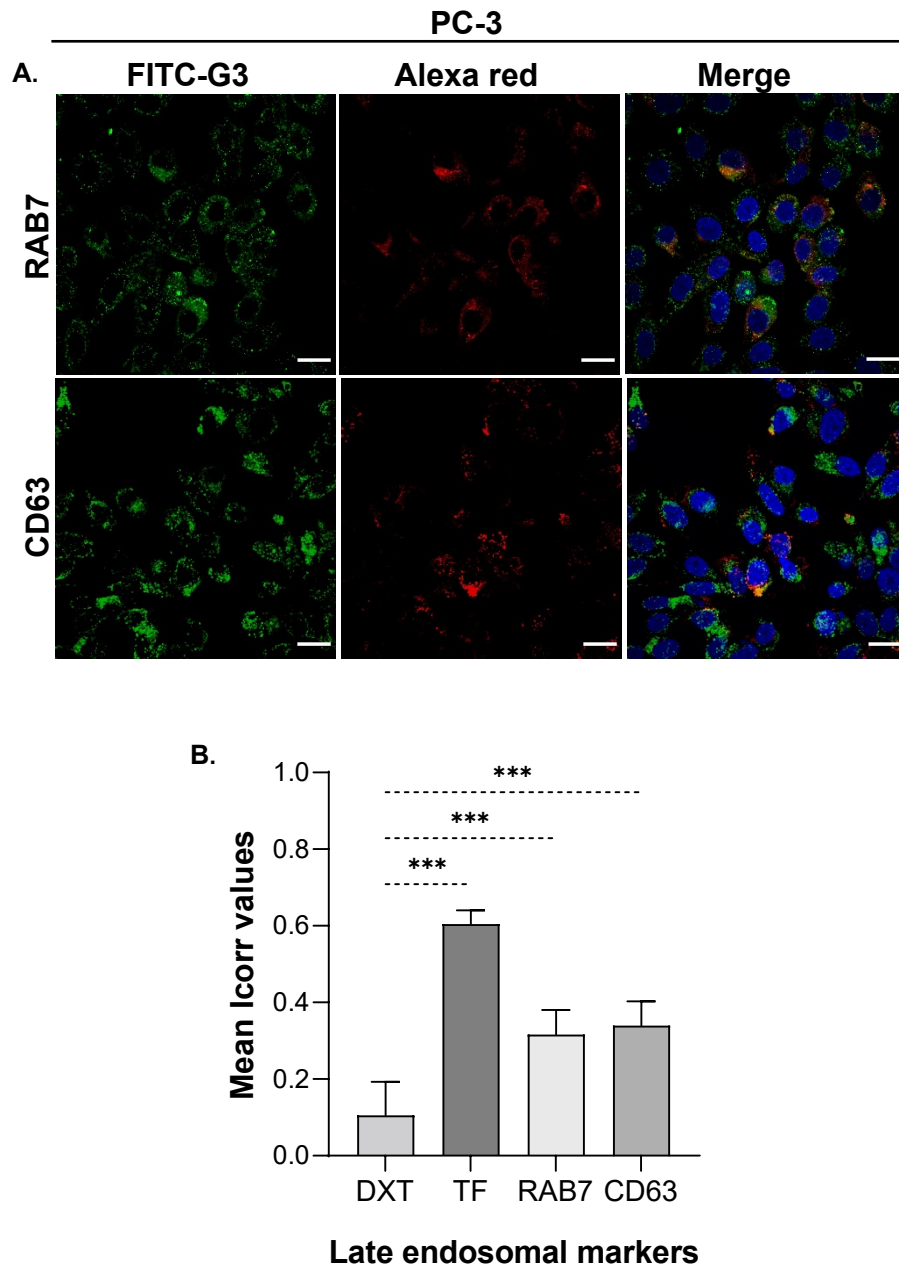 PC-3
A.
FITC-G3 Alexa red Merge
RAB7
CD63
B.
Mean Icorr values
1.0
0.8
0.6
0.4
0.2
0.0
***
***
***
DXT TF RAB7 CD63
Late endosomal markers